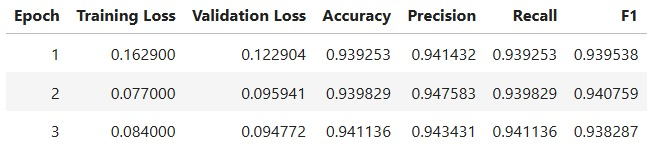 Epoch Training Loss Validation Loss Accuracy Precision Recall F1
1 0.162900 0.122904 0.939253 0.941432 0.939253 0.939538
2 0.077000 0.095941 0.939829 0.947583 0.939829 0.940759
3 0.084000 0.094772 0.941136 0.943431 0.941136 0.938287